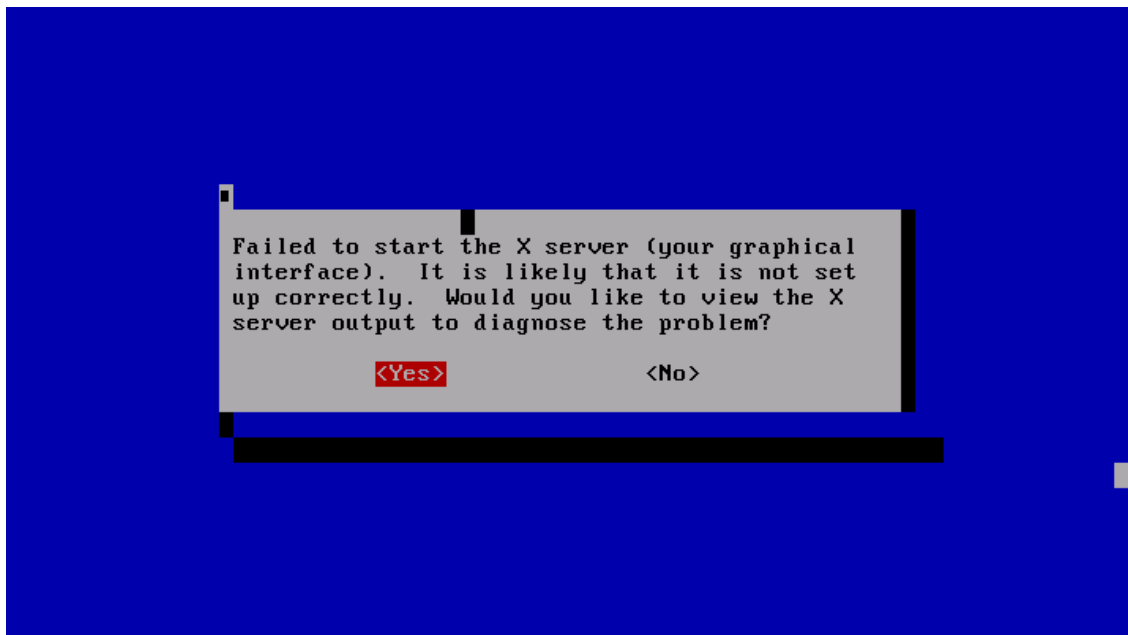 Failed to start the X server (your graphical
interface).  It is likely that it is not set
up correctly.  Would you like to view the X
server output to diagnose the problem?
<Yes> <No>